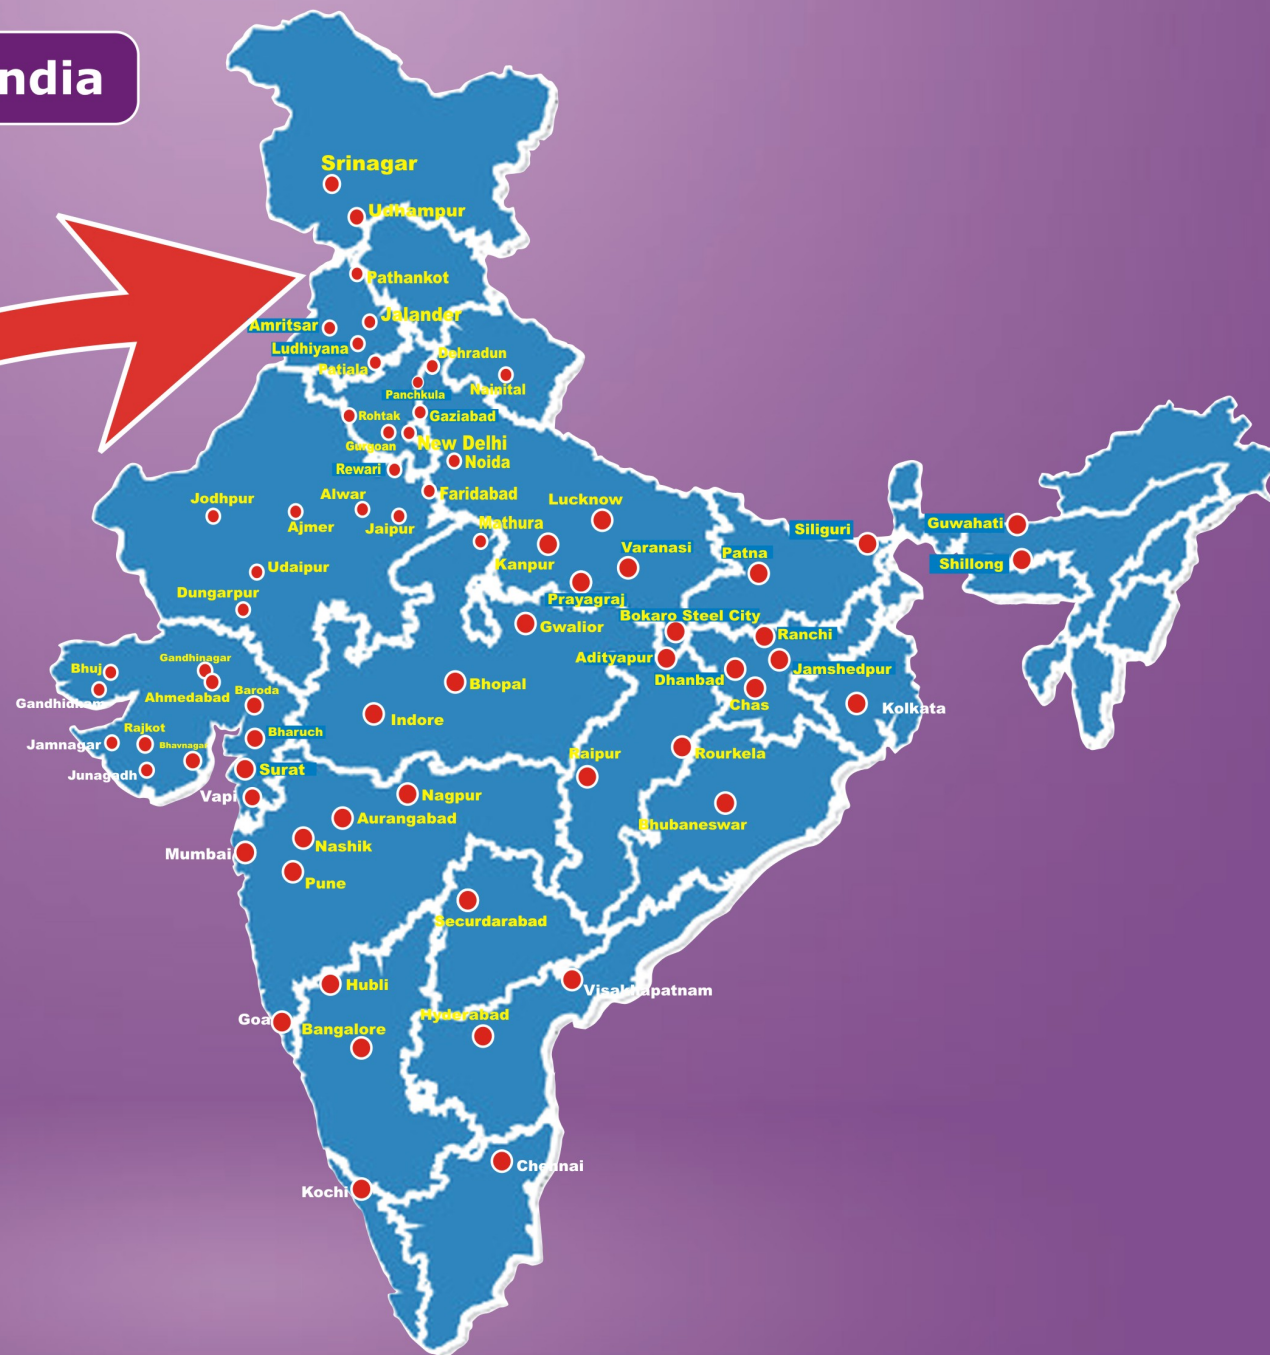 ndia
Srinagar
Udhampur
Pathankot
Jalander
Amritsar
Ludhiyana
Dehradun
Patiala
Nainital
Panchkula
Rohtak
Gaziabad
Gurgoan
New Delhi
Noida
Rewari
Faridabad
Alwar
Jodhpur
Ajmer
Jaipur
Mathura
Lucknow
Kanpur
Varanasi
Patna
Siliguri
Guwahati
Shillong
Udaipur
Dungarpur
Prayagraj
Bokaro Steel City
Gwalior
Ranchi
Adityapur
Jamshedpur
Dhanbad
Chas
Kolkata
Gandhinagar
Bhuj
Ahmedabad
Baroda
Gandhidham
Bhopal
Indore
Rajkot
Bharuch
Jamnagar
Bhavnagar
Junagadh
Surat
Vapi
Raipur
Rourkela
Nagpur
Aurangabad
Bhubaneswar
Nashik
Mumbai
Pune
Securdarabad
Hubli
Visakhapatnam
Goa
Hyderabad
Bangalore
Chennai
Kochi